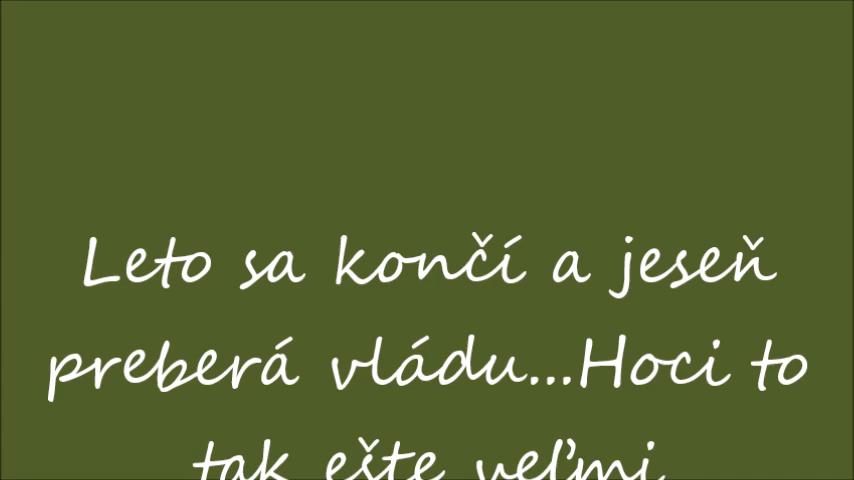 Leto sa končí a jeseň
preberá vládu...Hoci to
tak ešte veľmi